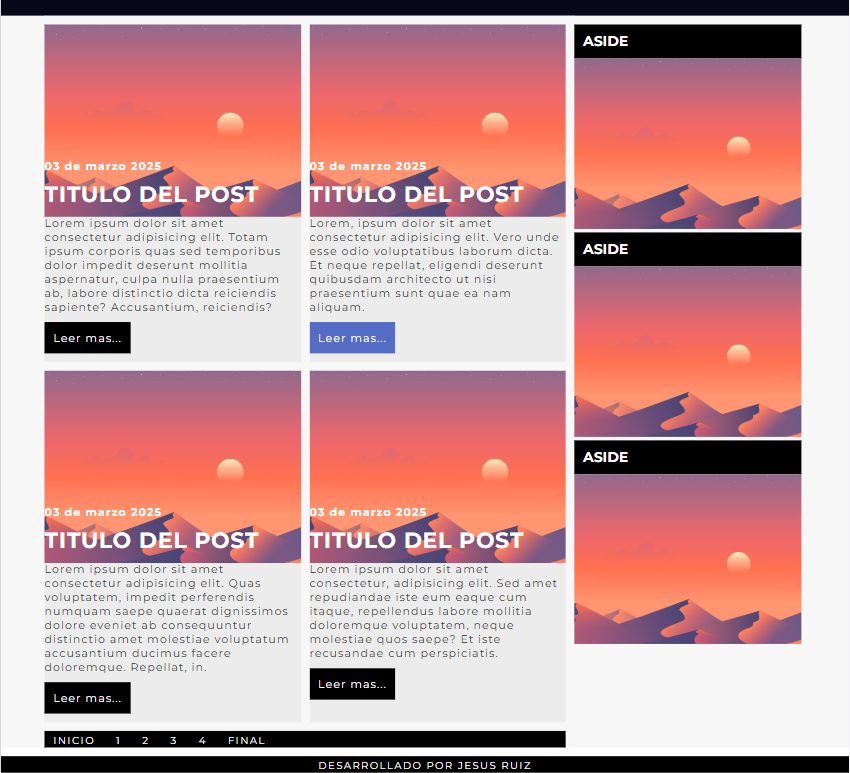 03 de marzo 2025
TITULO DEL POST
Lorem ipsum dolor sit amet
consectetur adipisicing elit. Totam
ipsum corporis quas sed temporibus
dolor impedit deserunt mollitia
aspernatur, culpa nulla praesentium
ab, labore distinctio dicta reiciendis
sapiente? Accusantium, reiciendis?
Leer mas...
03 de marzo 2025
TITULO DEL POST
Lorem, ipsum dolor sit amet
consectetur adipisicing elit. Vero unde
esse odio voluptatibus laborum dicta.
Et neque repellat, eligendi deserunt
quibusdam architecto ut nisi
praesentium sunt quae ea nam
aliquam.
Leer mas...
03 de marzo 2025
TITULO DEL POST
Lorem ipsum dolor sit amet
consectetur adipisicing elit. Quas
voluptatem, impedit perferendis
numquam saepe quaerat dignissimos
dolore eveniet ab consequuntur
distinctio amet molestiae voluptatum
accusantium ducimus facere
doloremque. Repellat, in.
Leer mas...
03 de marzo 2025
TITULO DEL POST
Lorem ipsum dolor sit amet
consectetur, adipisicing elit. Sed amet
repudiandae iste eum eaque cum
itaque, repellendus labore mollitia
doloremque voluptatem, neque
molestiae quos saepe? Et iste
recusandae cum perspiciatis.
Leer mas...
INICIO 1 2 3 4 FINAL
ASIDE
ASIDE
ASIDE
DESARROLLADO POR JESUS RUIZ